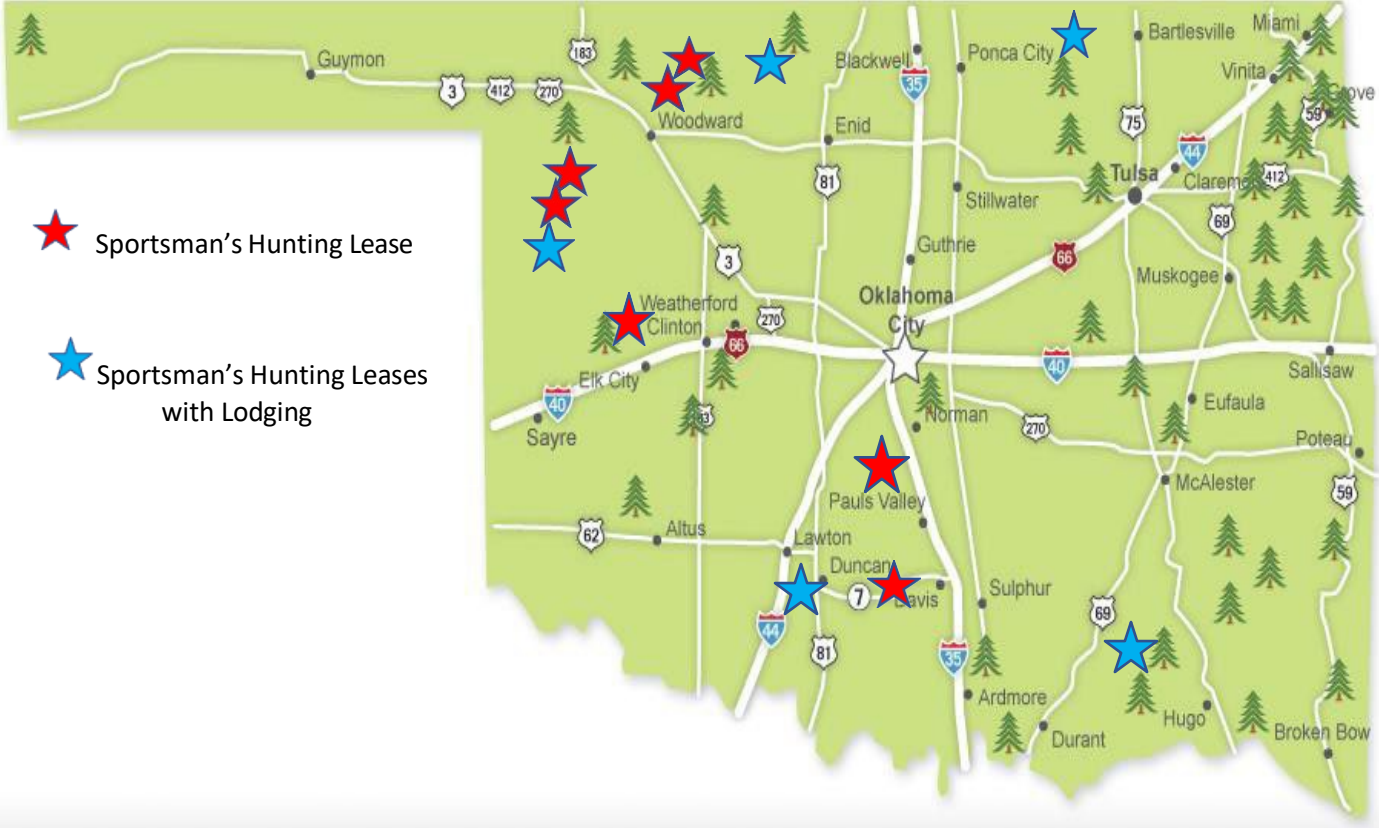 Guymon
3
412
270
183
Woodward
Blackwell
35
Ponca City
Bartlesville
Miami
Vinita
59
Enid
75
44
81
Tulsa
412
Stillwater
69
Sportsman's Hunting Lease
3
Guthrie
66
Muskogee
Oklahoma
City
Weatherford
Clinton
270
66
40
Sallisaw
Sportsman's Hunting Leases
with Lodging
Elk City
40
Sayre
Norman
270
Eufaula
Poteau
McAlester
59
Pauls Valley
62
Altus
Lawton
Duncan
7
Sulphur
69
44
81
35
Ardmore
Durant
Hugo
Broken Bow